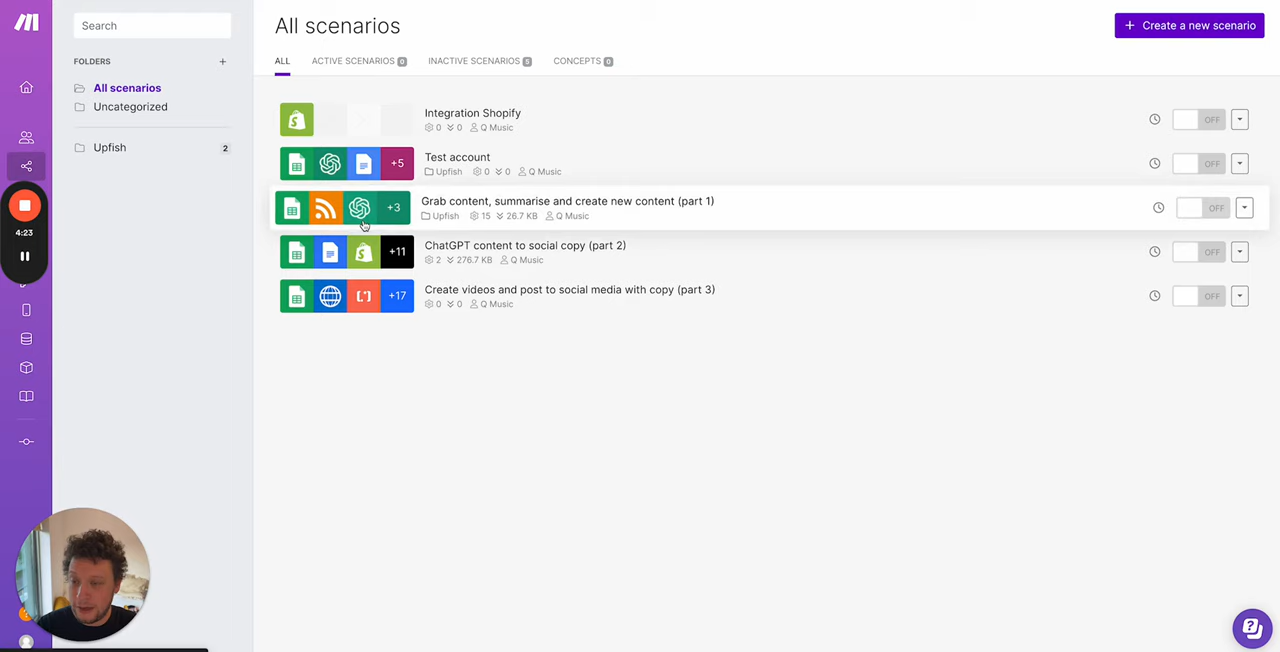 Search
FOLDERS +
All scenarios
Uncategorized
Upfish 2
4:23
All scenarios
+ Create a new scenario
ALL ACTIVE SCENARIOS 0 INACTIVE SCENARIOS 5 CONCEPTS 0
Integration Shopify
0 0 Q Music
OFF
+5
Test account
Upfish 0 0 Q Music
OFF
+3
Grab content, summarise and create new content (part 1)
Upfish 15 26.7 KB Q Music
OFF
+11
ChatGPT content to social copy (part 2)
2 276.7 KB Q Music
OFF
+17
Create videos and post to social media with copy (part 3)
0 0 Q Music
OFF